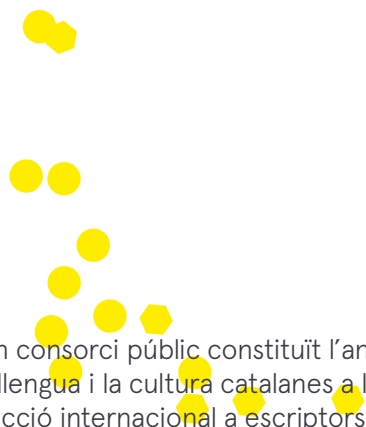 consorci públic constituït l'an
llengua i la cultura catalanes a l
cció internacional a escriptors